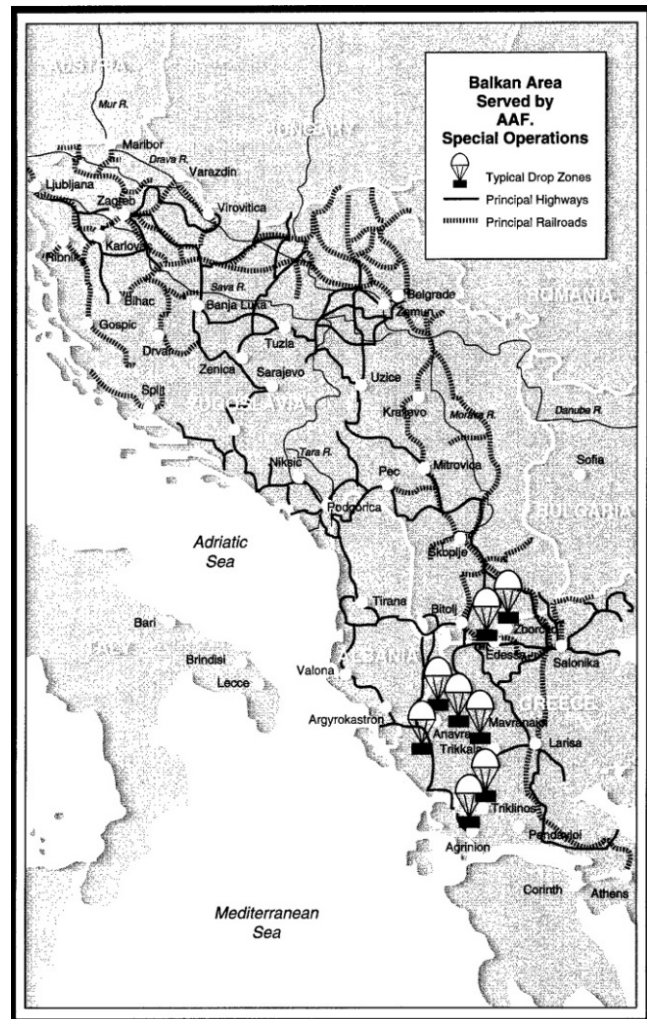 AUSTRIA
Balkan Area
Served by
AAF.
Special Operations
Typical Drop Zones
Principal Highways
Principal Railroads
Mur R.
HUNGARY
Maribor
Drava R.
Varazdin
Ljubljana
Zagreb
Virovitica
Karlovac
Ribnik
Sava R.
Belgrade
ROMANIA
Bihac
Banja Luka
Zemun
Gospic
Tuzla
Drvar
Zenica
Sarajevo
Uzice
Split
YUGOSLAVIA
Kraljevo
Morava R.
Danube R.
Tara R.
Niksic
Pec
Mitrovica
Sofia
Podgorica
BULGARIA
Adriatic
Sea
Skoplje
Tirana
Bitolj
Bari
ITALY
Edessa
Salonika
Brindisi
Valona
ALBANIA
Lecce
GREECE
Argyrokastron
Anavra
Trikkala
Larisa
Triklinos
Agrinion
Corinth
Athens
Mediterranean
Sea